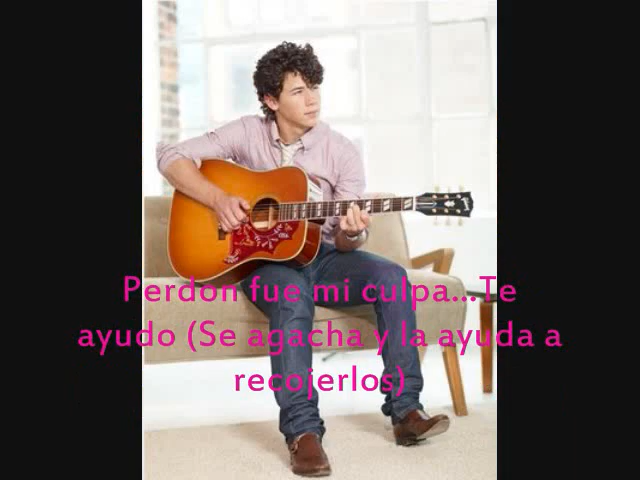 Perdon fue mi culpa...Te
ayudo (Se agacha y la ayuda a
recojerlos)